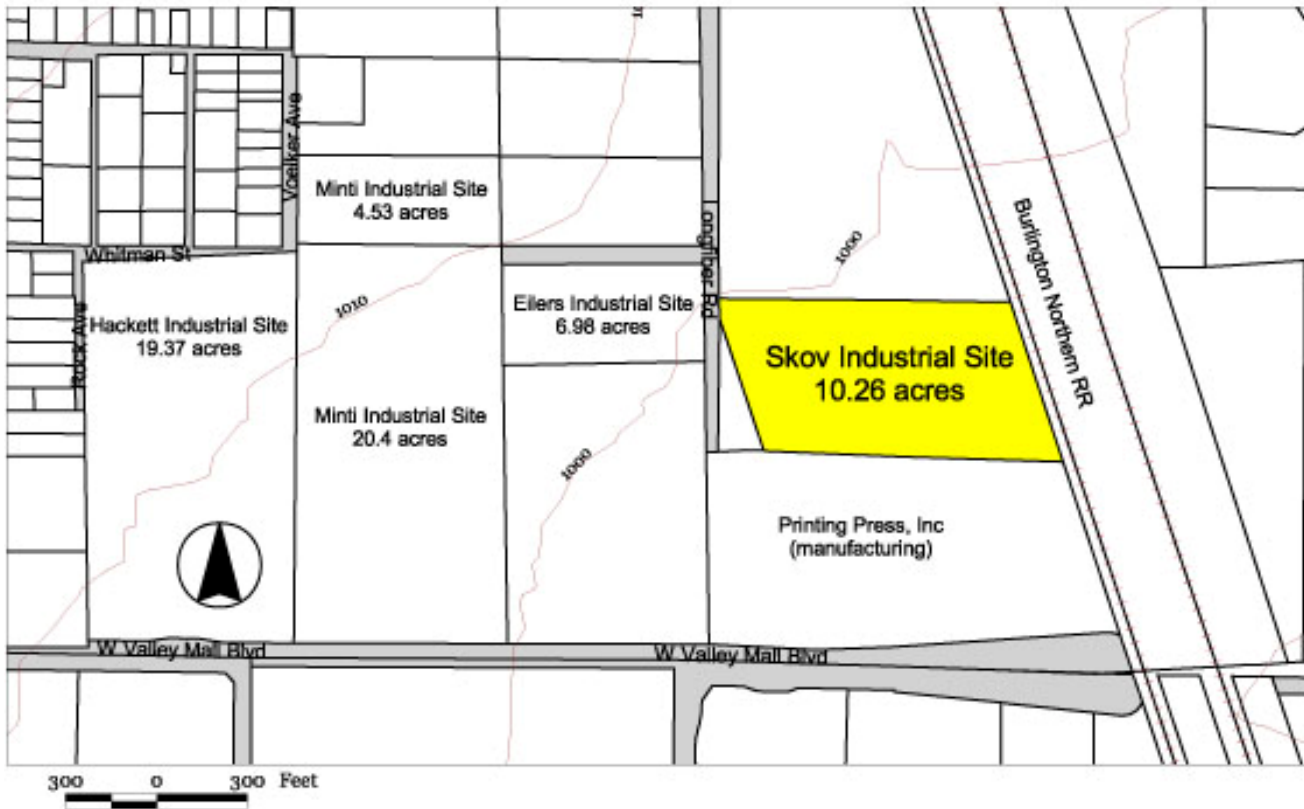 Voelker Ave
Minti Industrial Site
4.53 acres
Longfiber Rd
Whitman St
1000
Burlington Northern RR
1010
Eilers Industrial Site
6.98 acres
Hackett Industrial Site
19.37 acres
Rock Ave
Skov Industrial Site
10.26 acres
Minti Industrial Site
20.4 acres
1000
Printing Press, Inc
(manufacturing)
W Valley Mall Blvd
W Valley Mall Blvd
300 0 300 Feet